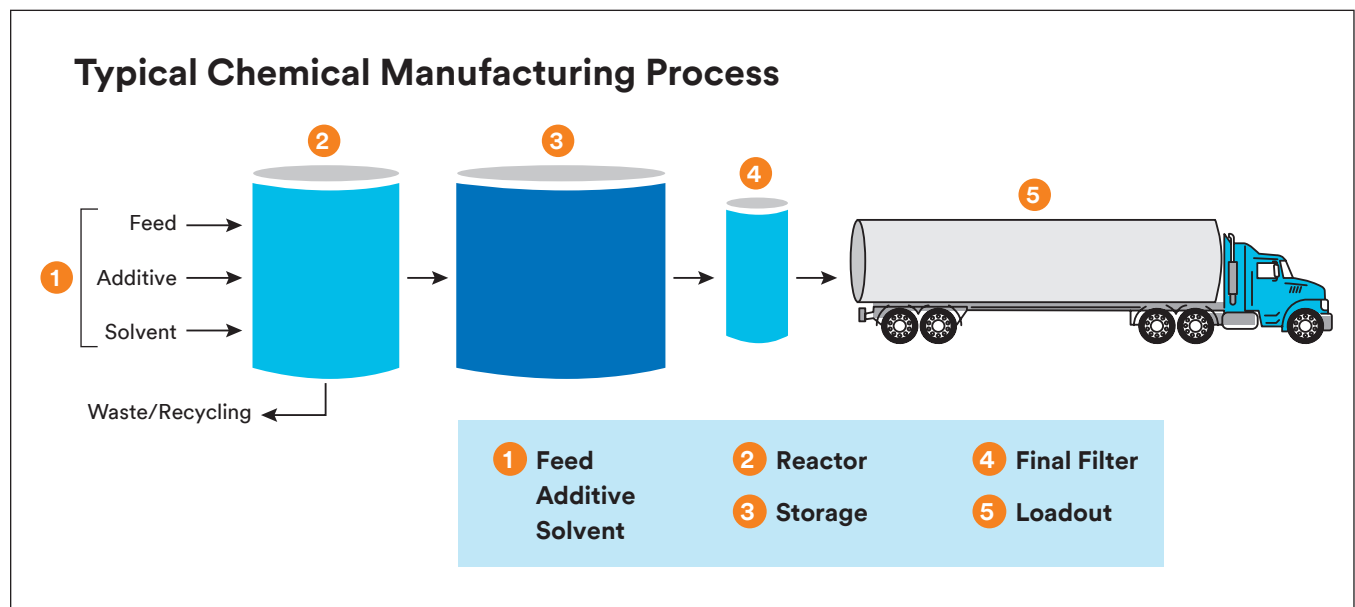 Typical Chemical Manufacturing Process
2
3
4
5
1
Feed
Additive
Solvent
Waste/Recycling
1 Feed
Additive
Solvent
2 Reactor
3 Storage
4 Final Filter
5 Loadout